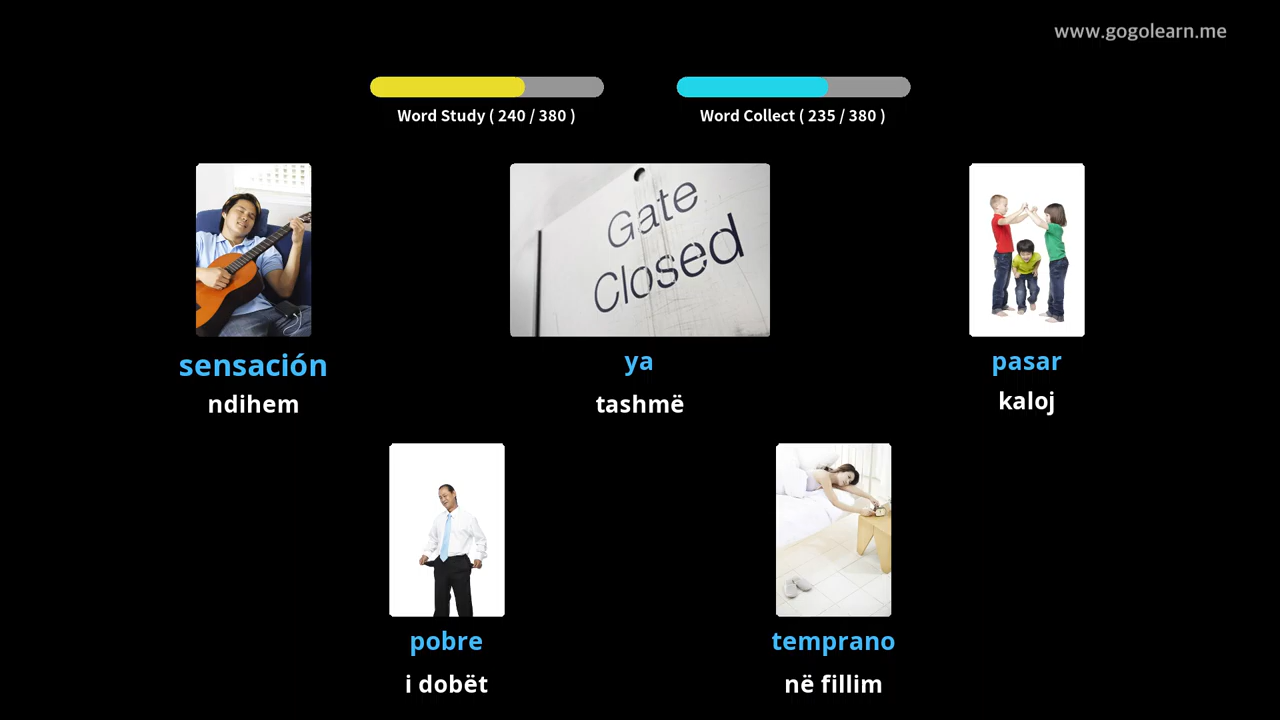 www.gogolearn.me
Word Study ( 240 / 380 )
Word Collect ( 235 / 380 )
Gate
Closed
sensación
ndihem
ya
tashmë
pasar
kaloj
pobre
i dobët
temprano
në fillim